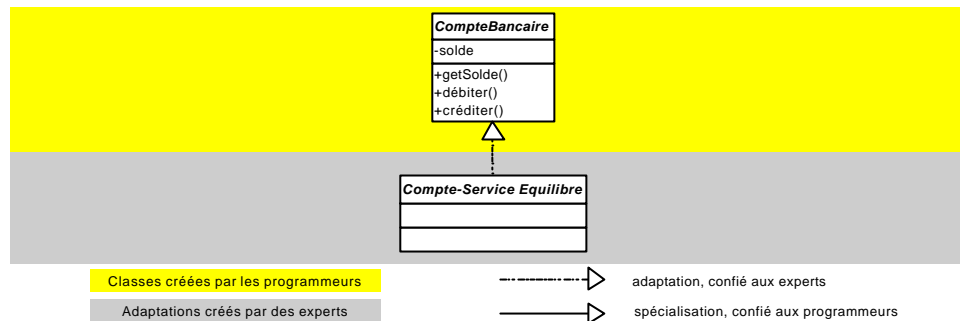 CompteBancaire
-solde
+getSolde()
+débiter()
+créditer()
Compte-Service Equilibre
Classes créées par les programmeurs
adaptation, confié aux experts
Adaptations créés par des experts
spécialisation, confié aux programmeurs